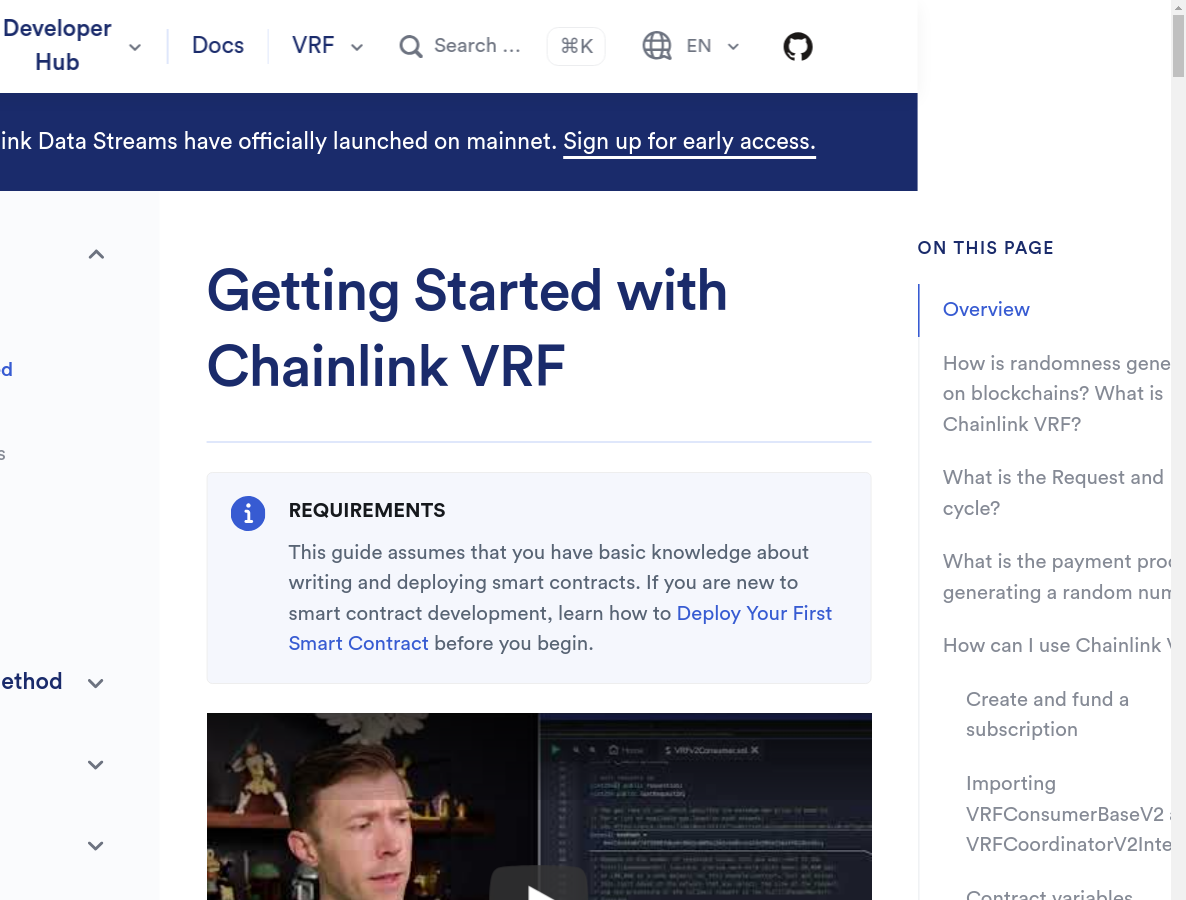 Developer
Hub
Docs
VRF
Search ...
⌘K
EN
ink Data Streams have officially launched on mainnet. Sign up for early access.
d
s
ethod
Getting Started with
Chainlink VRF
REQUIREMENTS
This guide assumes that you have basic knowledge about
writing and deploying smart contracts. If you are new to
smart contract development, learn how to Deploy Your First
Smart Contract before you begin.
Home
VRFv2Consumer.sol
ON THIS PAGE
Overview
How is randomness gene
on blockchains? What is
Chainlink VRF?
What is the Request and
cycle?
What is the payment proc
generating a random num
How can I use Chainlink V
Create and fund a
subscription
Importing
VRFConsumerBaseV2
VRFCoordinatorV2Inte
Contract variables